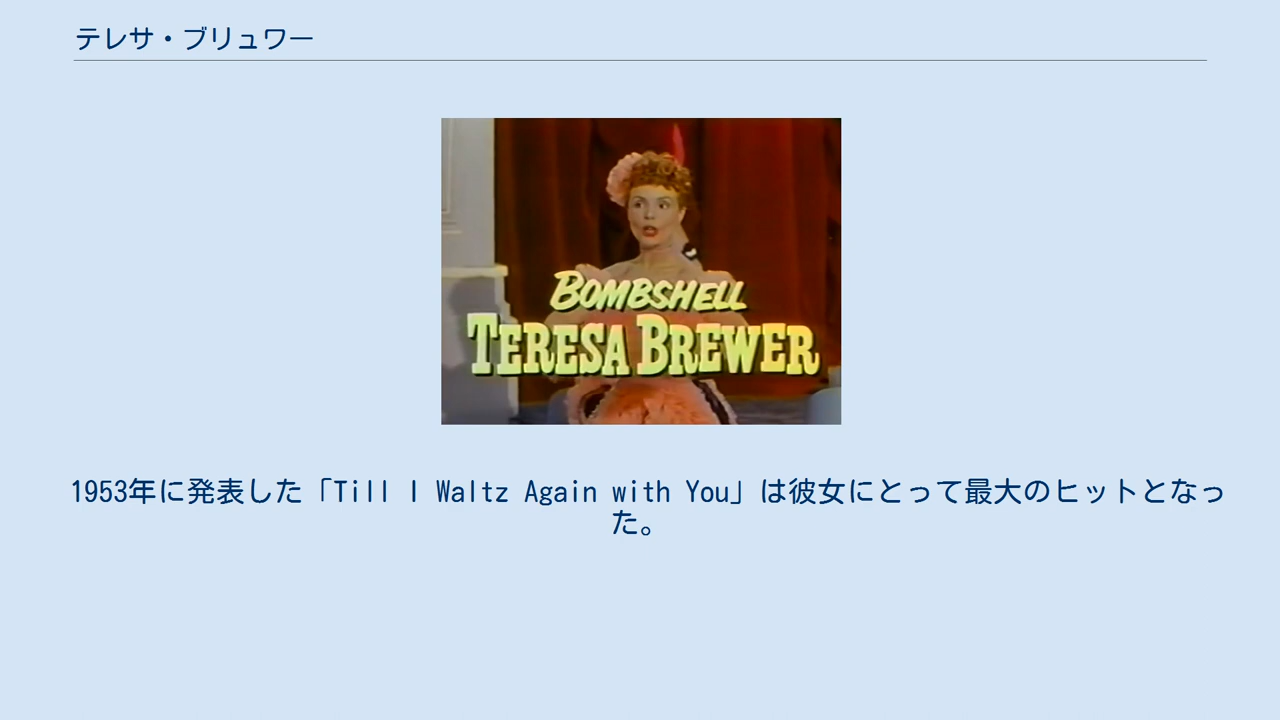 テレサ・ブリュワー
BOMBSHELL
TERESA BREWER
1953年に発表した「Till I Waltz Again with You」は彼女にとって最大のヒットとなっ
た。